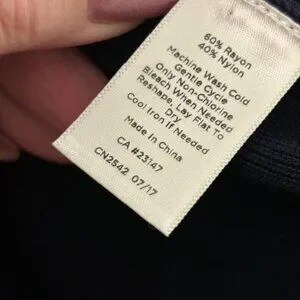 60% Rayon
40% Nylon
Machine Wash Cold
Gentle Cycle
Only Non-Chlorine
Bleach When Needed
Reshape, Lay Flat To
Dry
Cool Iron If Needed
Made In China
CA #23147
CN2542 07/17